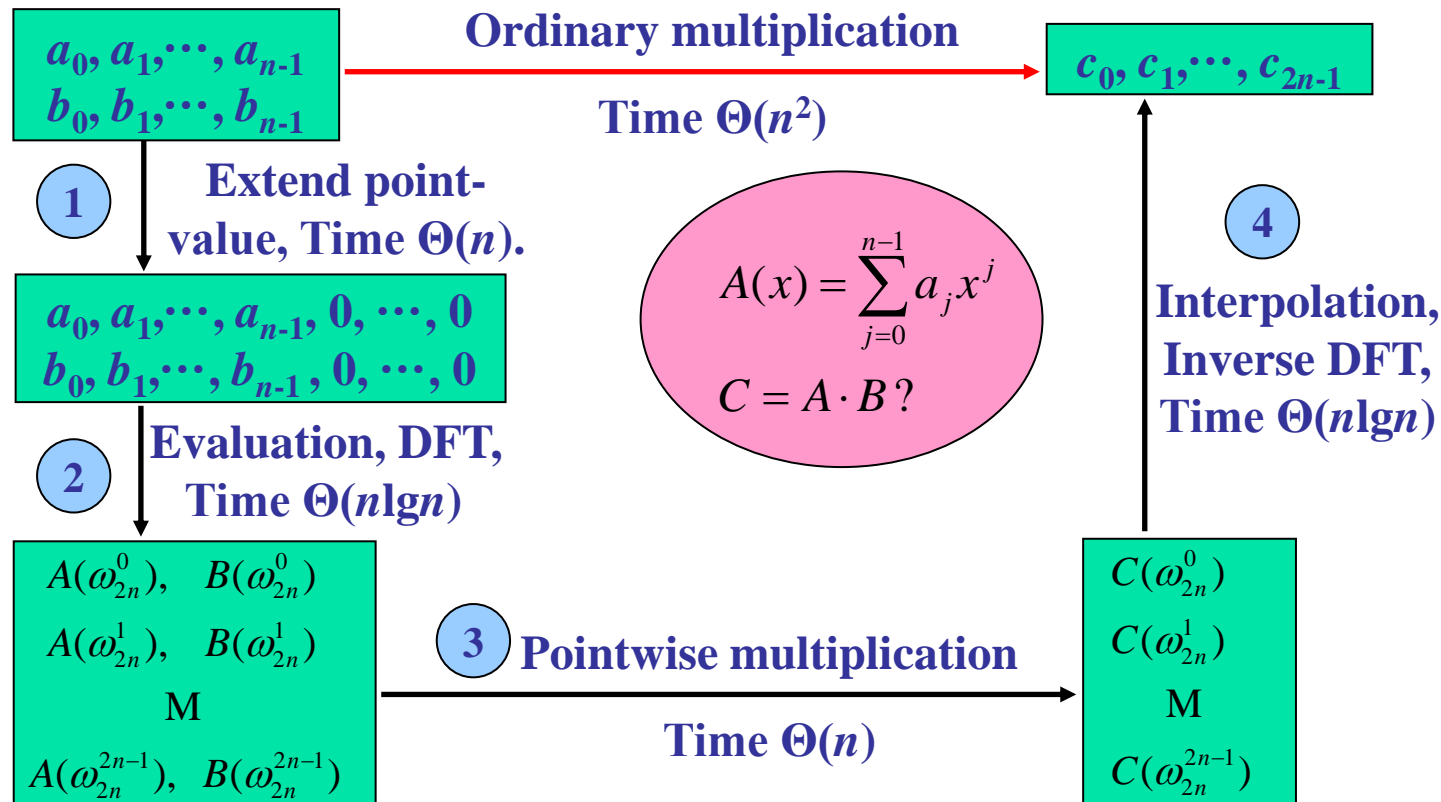 a₀, a₁,⋯, aₙ₋₁
b₀, b₁,⋯, bₙ₋₁
Ordinary multiplication
Time Θ(n²)
c₀, c₁,⋯, c₂ₙ₋₁
1
Extend point-
value, Time Θ(n).
a₀, a₁,⋯, aₙ₋₁, 0, ⋯, 0
b₀, b₁,⋯, bₙ₋₁, 0, ⋯, 0
A(x) = ∑_{j=0}^{n−1} a_j x^j
C = A · B ?
4
Interpolation,
Inverse DFT,
Time Θ(nlgn)
2
Evaluation, DFT,
Time Θ(nlgn)
A(ω_{2n}^{0}), B(ω_{2n}^{0})
A(ω_{2n}^{1}), B(ω_{2n}^{1})
M
A(ω_{2n}^{2n−1}), B(ω_{2n}^{2n−1})
3
Pointwise multiplication
Time Θ(n)
C(ω_{2n}^{0})
C(ω_{2n}^{1})
M
C(ω_{2n}^{2n−1})